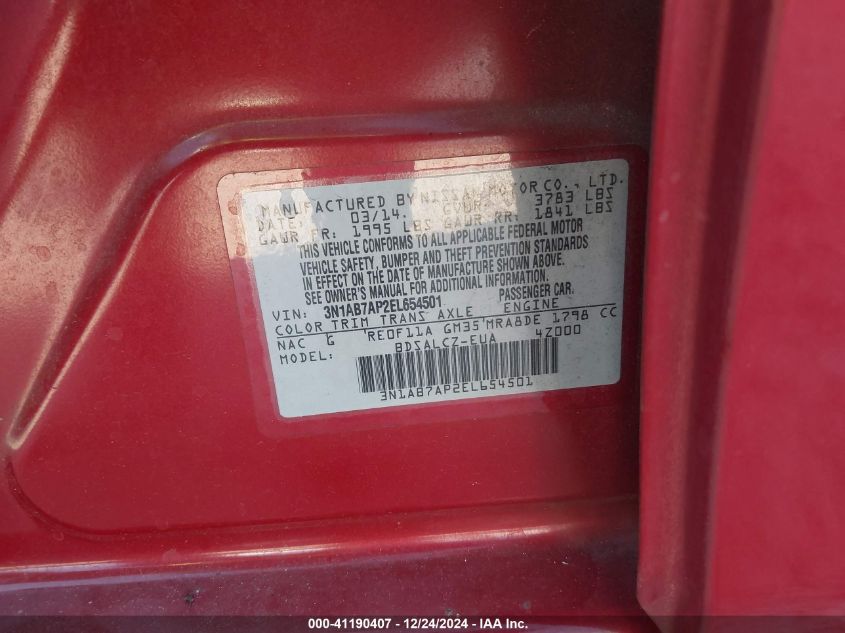 MANUFACTURED BY NISSAN MOTOR CO., LTD.
DATE: 03/14. GVWR: 3783 LBS
GAWR FR: 1995 LBS GAWR RR: 1841 LBS
THIS VEHICLE CONFORMS TO ALL APPLICABLE FEDERAL MOTOR
VEHICLE SAFETY, BUMPER AND THEFT PREVENTION STANDARDS
IN EFFECT ON THE DATE OF MANUFACTURE SHOWN ABOVE.
SEE OWNER'S MANUAL FOR ADDITIONAL INFORMATION.
VIN: 3N1AB7AP2EL654501 PASSENGER CAR.
COLOR TRIM TRANS AXLE ENGINE
NAC G RE0F11A GM35 MRA8DE 1798 CC
MODEL: BDSALCZ-EUA 4Z000
3N1AB7AP2EL654501
000-41190407 - 12/24/2024 - IAA, Inc.